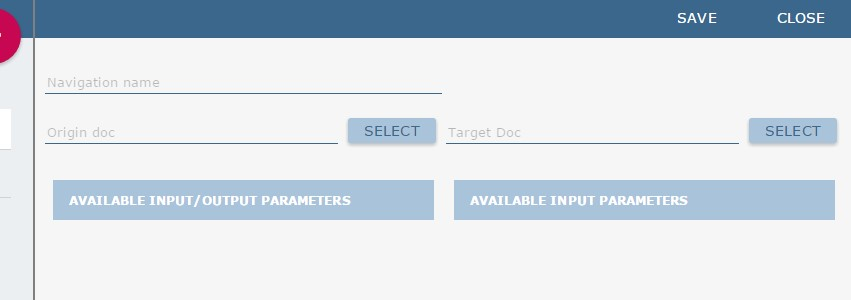 SAVE CLOSE
Navigation name
Origin doc SELECT Target Doc SELECT
AVAILABLE INPUT/OUTPUT PARAMETERS AVAILABLE INPUT PARAMETERS